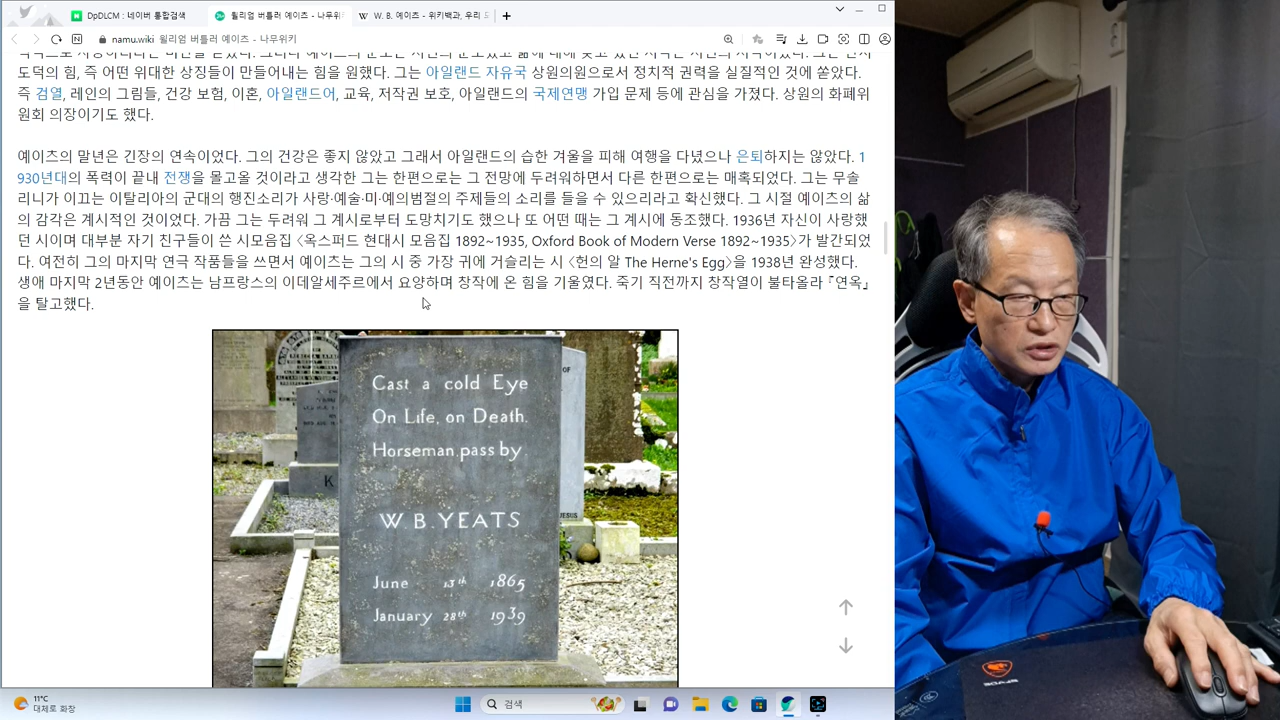 DpDLCM : 네이버 통합검색
윌리엄 버틀러 예이츠 - 나무위키
W. B. 예이츠 - 위키백과, 우리 모
namu.wiki 윌리엄 버틀러 예이츠 - 나무위키
도덕의 힘, 즉 어떤 위대한 상징들이 만들어내는 힘을 원했다. 그는 아일랜드 자유국 상원의원으로서 정치적 권력을 실질적인 것에 쏟았다.
즉 검열, 레인의 그림들, 건강 보험, 이혼, 아일랜드어, 교육, 저작권 보호, 아일랜드의 국제연맹 가입 문제 등에 관심을 가졌다. 상원의 화폐위
원회 의장이기도 했다.
예이츠의 말년은 긴장의 연속이었다. 그의 건강은 좋지 않았고 그래서 아일랜드의 습한 겨울을 피해 여행을 다녔으나 은퇴하지는 않았다. 1
930년대의 폭력이 끝내 전쟁을 몰고올 것이라고 생각한 그는 한편으로는 그 전망에 두려워하면서 다른 한편으로는 매혹되었다. 그는 무솔
리니가 이끄는 이탈리아의 군대의 행진소리가 사랑·예술·미·예의범절의 주제들의 소리를 들을 수 있으리라고 확신했다. 그 시절 예이츠의 삶
의 감각은 계시적인 것이었다. 가끔 그는 두려워 그 계시로부터 도망치기도 했으나 또 어떤 때는 그 계시에 동조했다. 1936년 자신이 사랑했
던 시이며 대부분 자기 친구들이 쓴 시모음집 〈옥스퍼드 현대시 모음집 1892~1935, Oxford Book of Modern Verse 1892~1935〉가 발간되었
다. 여전히 그의 마지막 연극 작품들을 쓰면서 예이츠는 그의 시 중 가장 귀에 거슬리는 시 〈헌의 알 The Herne's Egg〉을 1938년 완성했다.
생애 마지막 2년동안 예이츠는 남프랑스의 이데알세주르에서 요양하며 창작에 온 힘을 기울였다. 죽기 직전까지 창작열이 불타올라 『연옥』
을 탈고했다.
Cast a cold Eye
On Life, on Death.
Horseman, pass by
W. B. YEATS
June 13th 1865
January 28th 1939
K
OF
JESUS
11°C
대체로 화창
검색